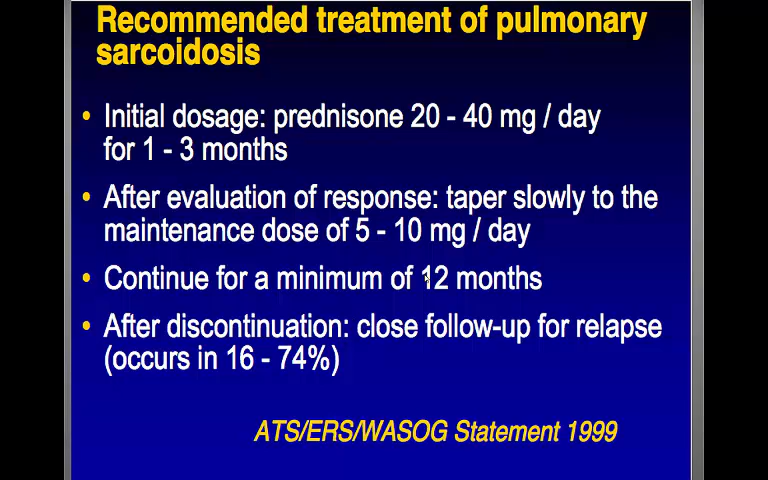 Recommended treatment of pulmonary
sarcoidosis
• Initial dosage: prednisone 20 - 40 mg / day
for 1 - 3 months
• After evaluation of response: taper slowly to the
maintenance dose of 5 - 10 mg / day
• Continue for a minimum of 12 months
• After discontinuation: close follow-up for relapse
(occurs in 16 - 74%)
ATS/ERS/WASOG Statement 1999